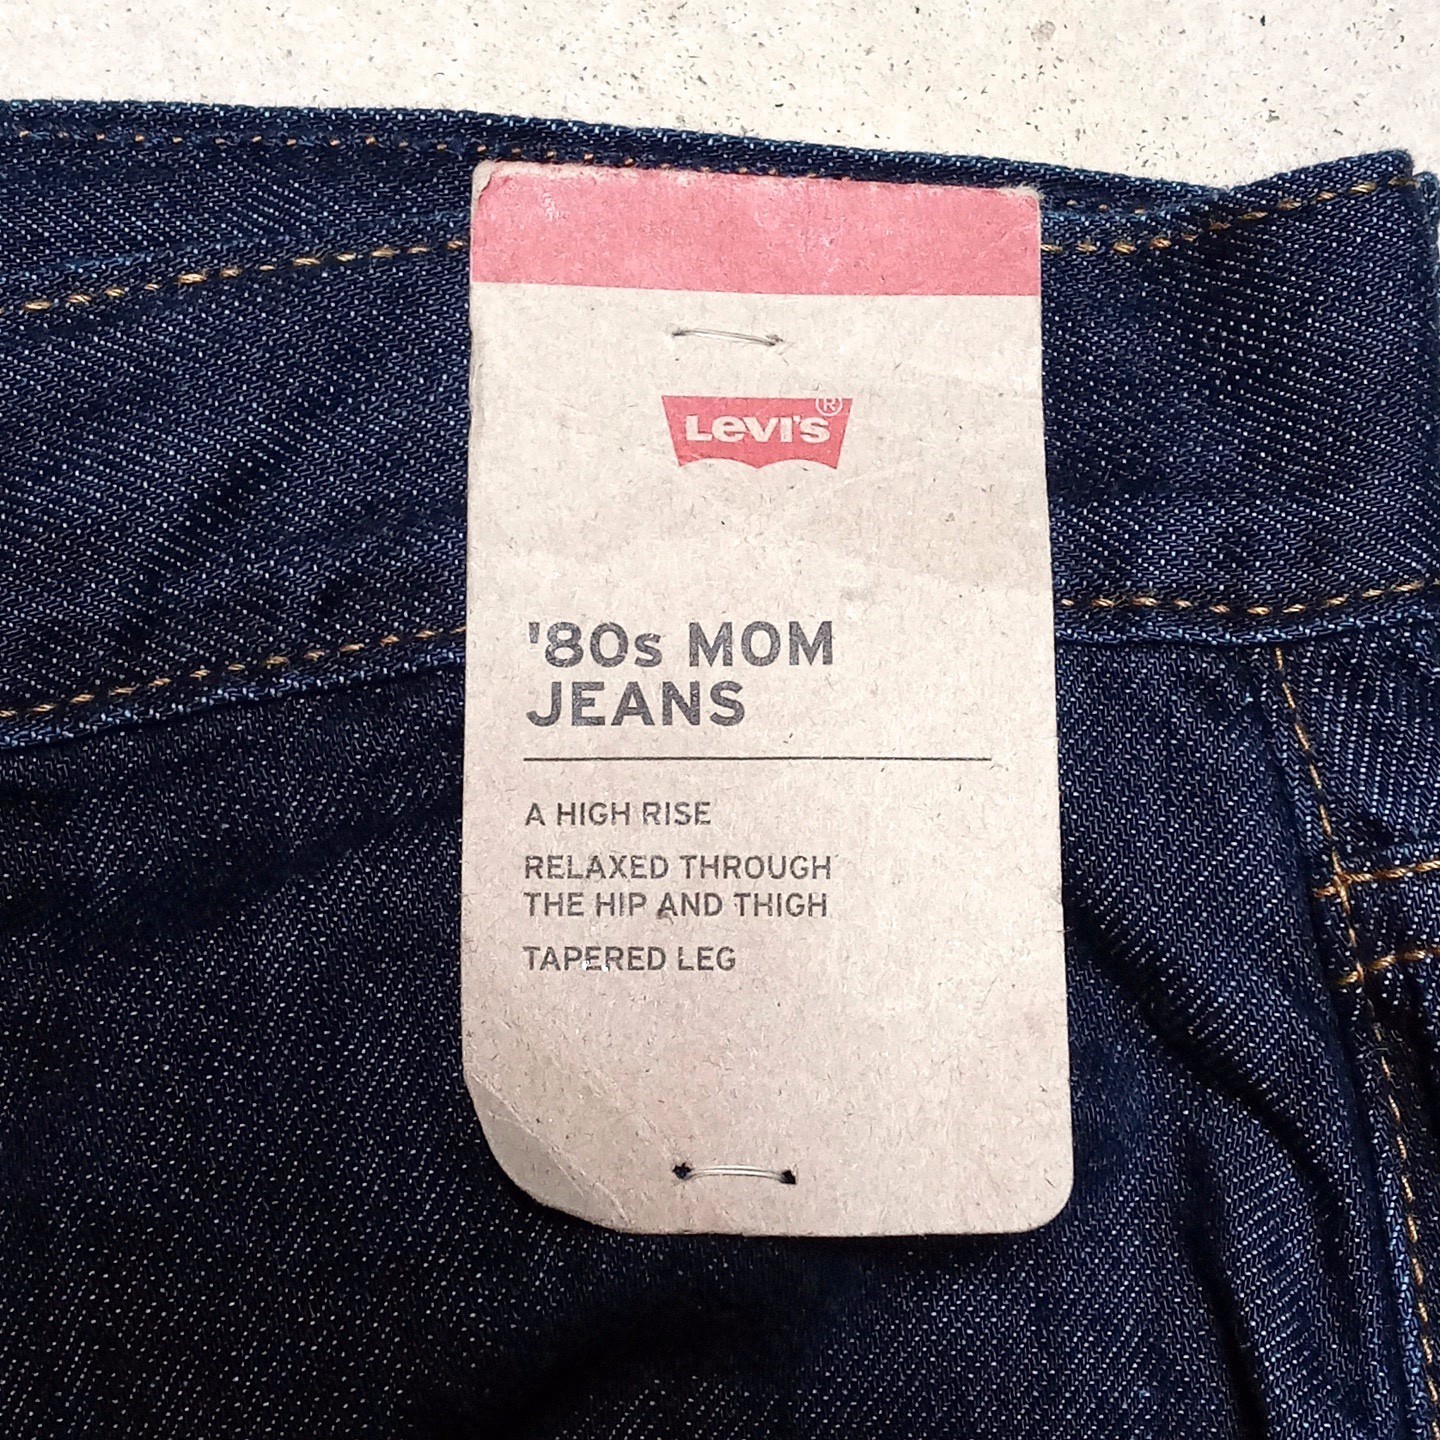 LEVI'S®
'80s MOM
JEANS
A HIGH RISE
RELAXED THROUGH
THE HIP AND THIGH
TAPERED LEG